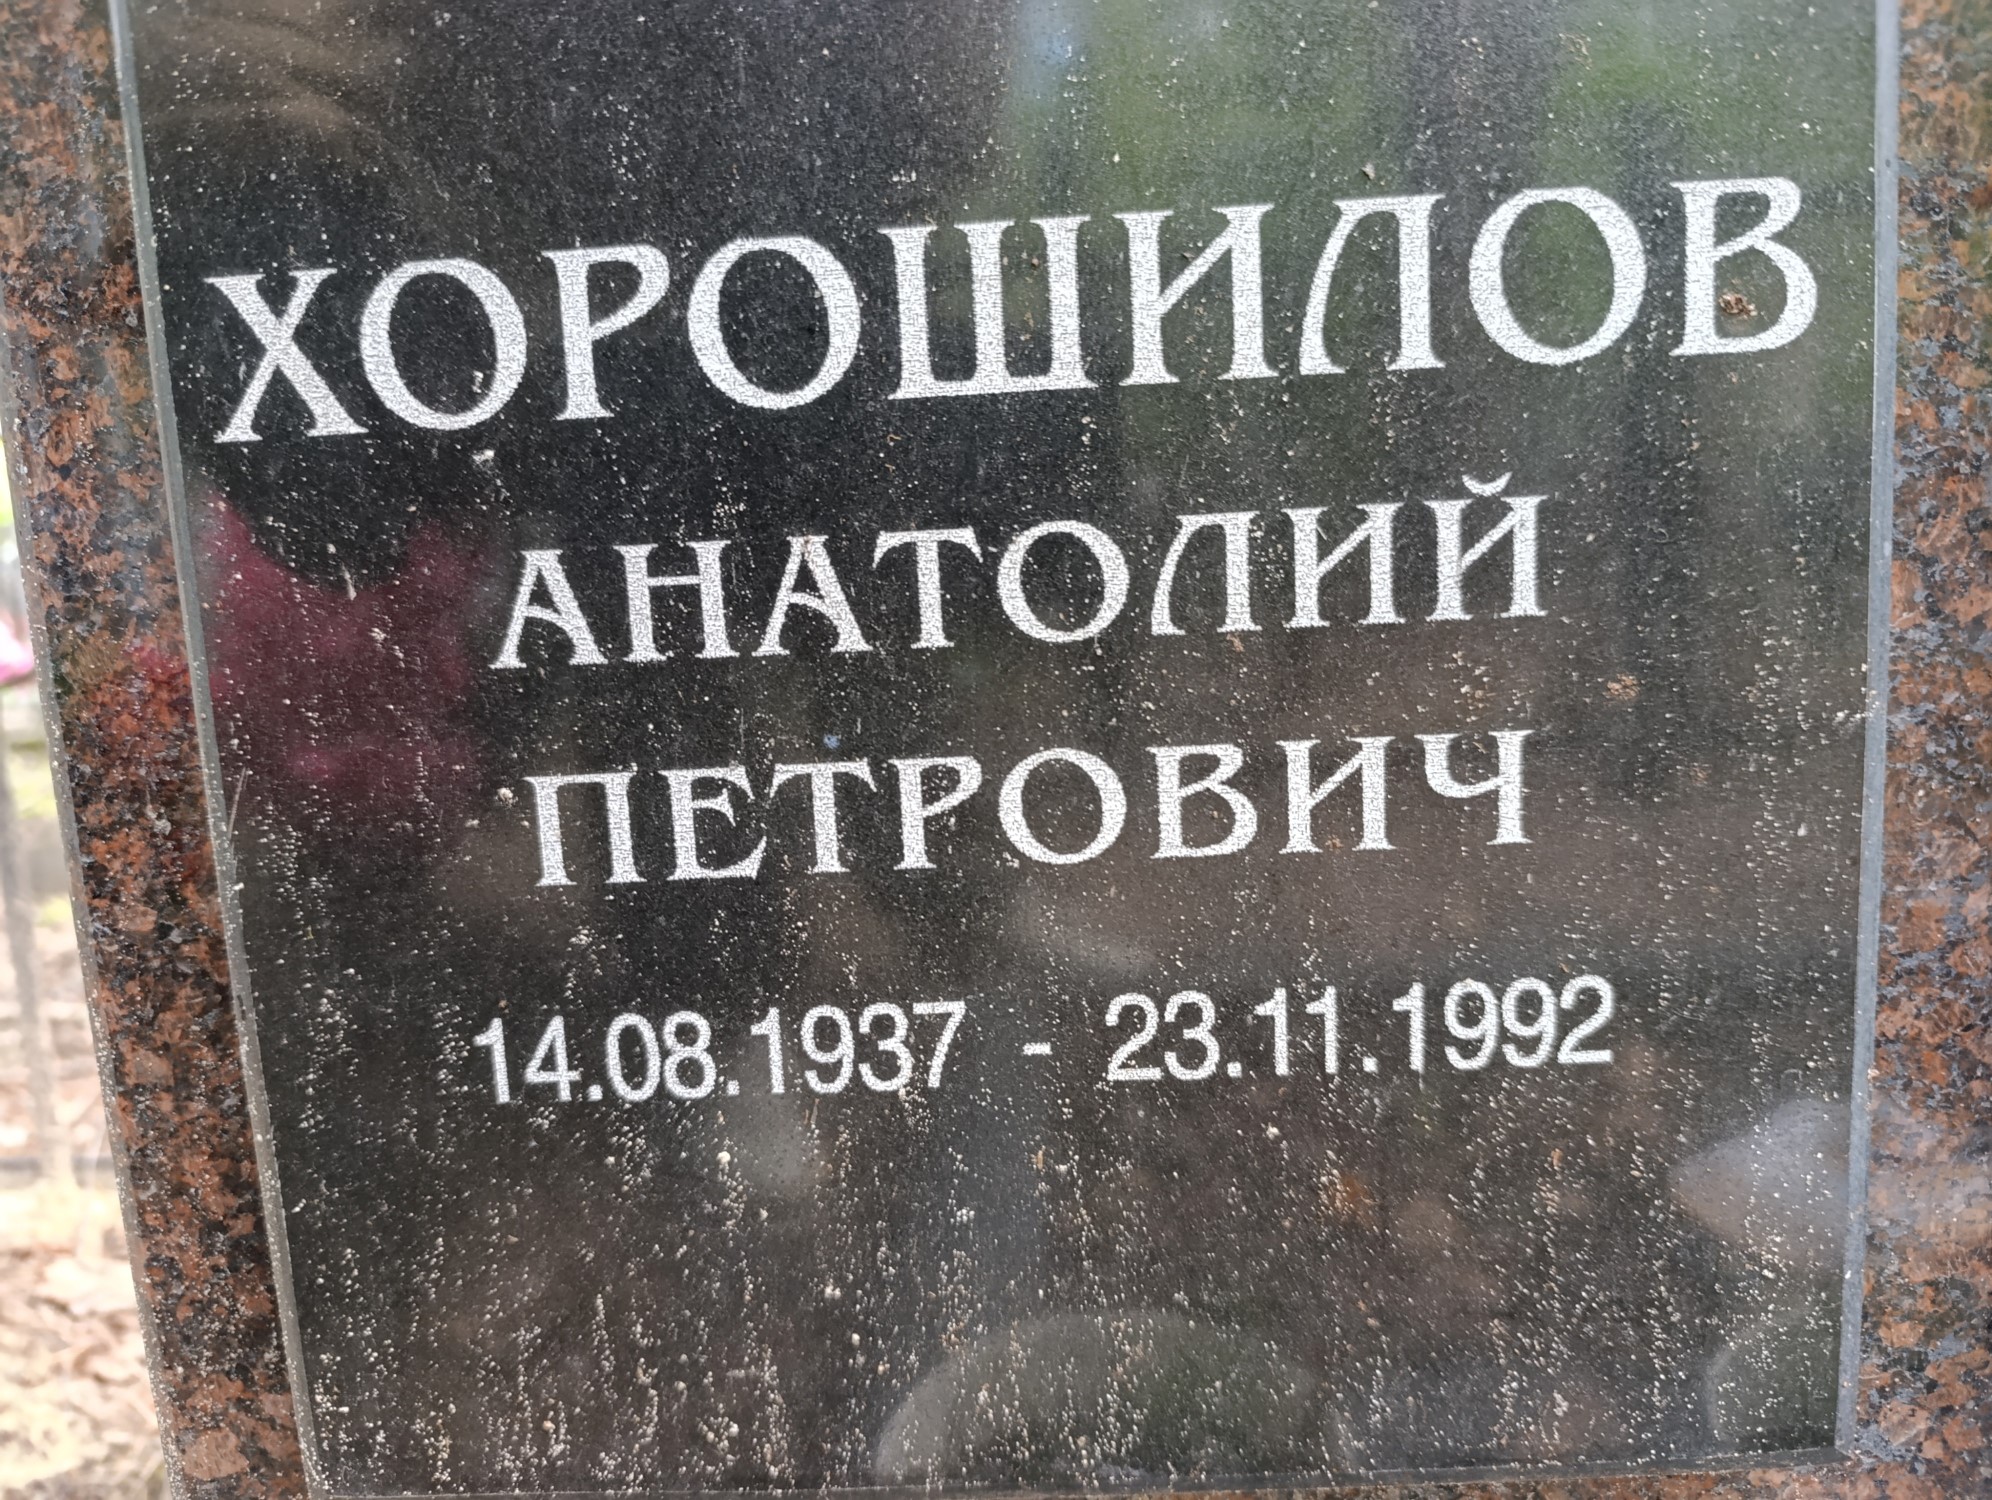 ХОРОШИЛОВ
АНАТОЛИЙ
ПЕТРОВИЧ
14.08.1937 - 23.11.1992